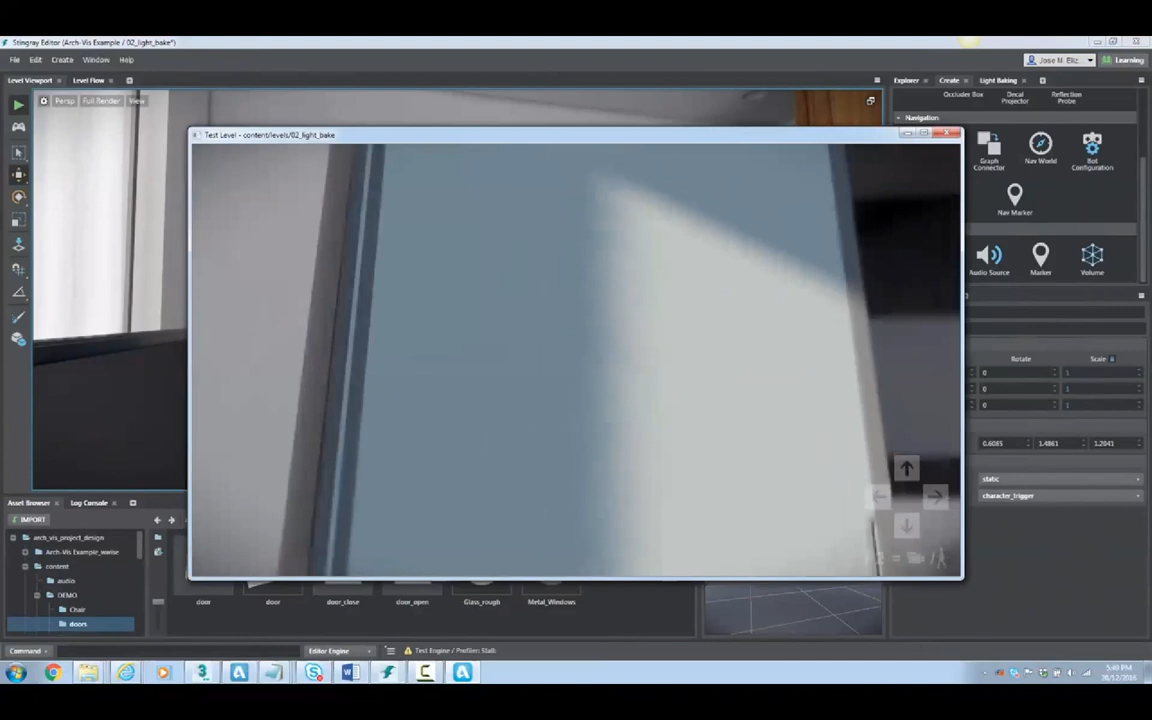 Stingray Editor (Arch-Vis Example / 02_light_bake*)
File Edit Create Window Help
Jose M. Eliz...
Learning
Level Viewport
Level Flow
Explorer
Create
Light Baking
Persp
Full Render
View
Occluder Box
Decal Projector
Reflection Probe
Test Level - content/levels/02_light_bake
Navigation
Graph Connector
Nav World
Bot Configuration
Nav Marker
Audio Source
Marker
Volume
Rotate
Scale
0
1
0
1
0
1
0.6085
1.4861
1.2041
static
character_trigger
Asset Browser
Log Console
IMPORT
arch_vis_project_design
Arch-Vis Example_wwise
content
audio
DEMO
Chair
doors
door
door
door_close
door_open
Glass_rough
Metal_Windows
Command
Editor Engine
Test Engine / Profiler: Stall:
5:49 PM
26/12/2016